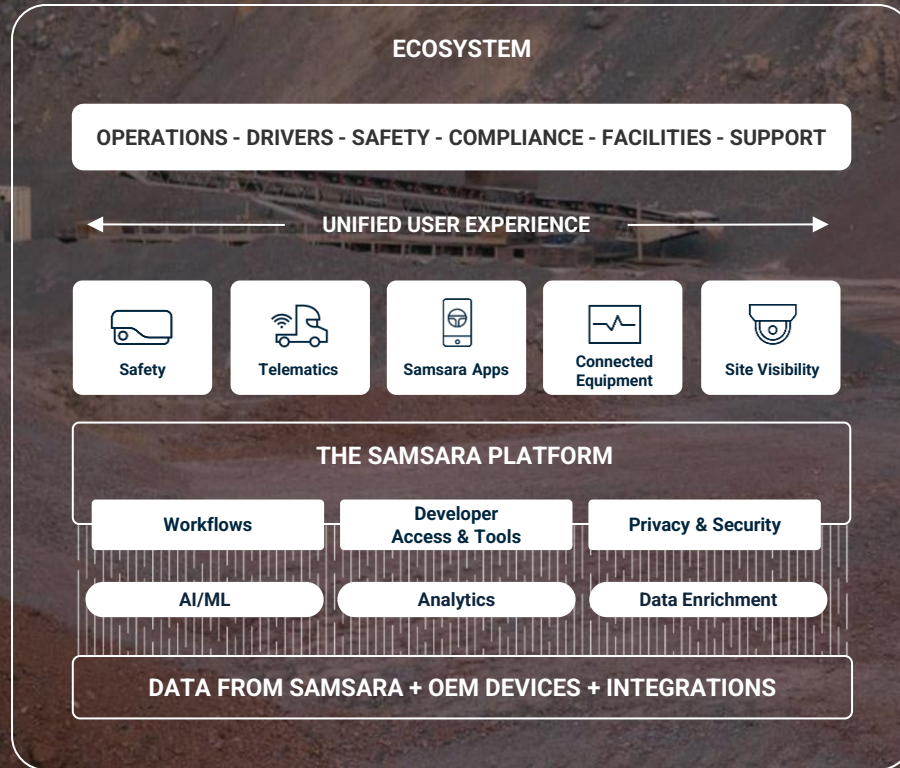 ECOSYSTEM
OPERATIONS - DRIVERS - SAFETY - COMPLIANCE - FACILITIES - SUPPORT
UNIFIED USER EXPERIENCE
Safety
Telematics
Samsara Apps
Connected
Equipment
Site Visibility
THE SAMSARA PLATFORM
Workflows
Developer
Access & Tools
Privacy & Security
AI/ML
Analytics
Data Enrichment
DATA FROM SAMSARA + OEM DEVICES + INTEGRATIONS